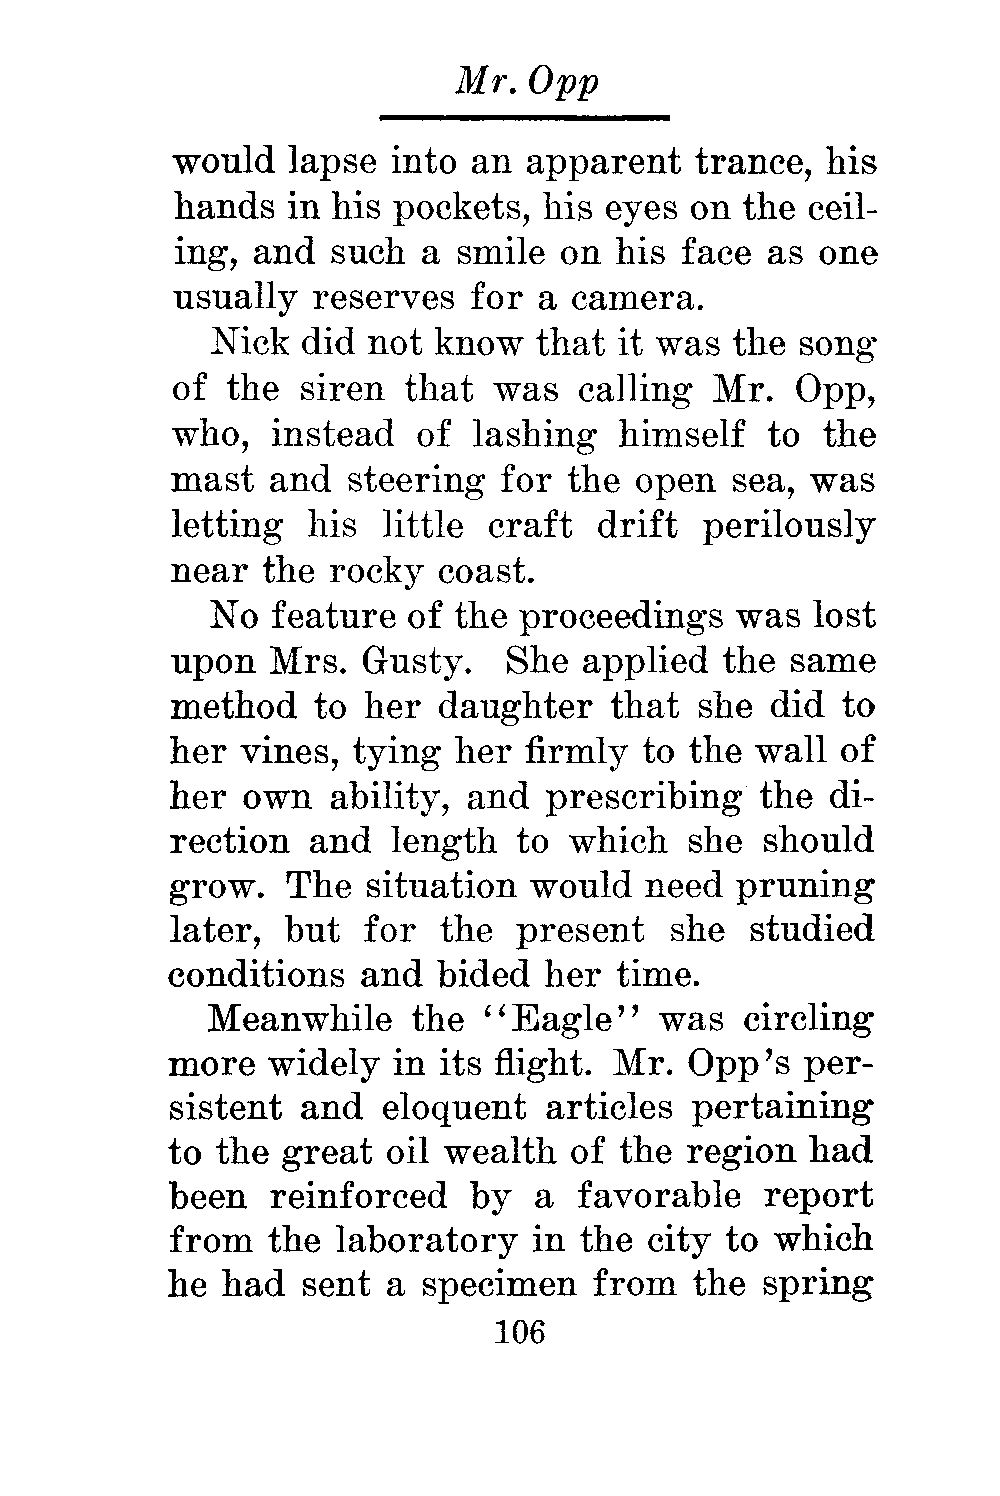 Mr. Opp
would lapse into an apparent trance, his
hands in his pockets, his eyes on the ceil-
ing, and such a smile on his face as one
usually reserves for a camera.
Nick did not know that it was the song
of the siren that was calling Mr. Opp,
who, instead of lashing himself to the
mast and steering for the open sea, was
letting his little craft drift perilously
near the rocky coast.
No feature of the proceedings was lost
upon Mrs. Gusty. She applied the same
method to her daughter that she did to
her vines, tying her firmly to the wall of
her own ability, and prescribing the di-
rection and length to which she should
grow. The situation would need pruning
later, but for the present she studied
conditions and bided her time.
Meanwhile the "Eagle" was circling
more widely in its flight. Mr. Opp's per-
sistent and eloquent articles pertaining
to the great oil wealth of the region had
been reinforced by a favorable report
from the laboratory in the city to which
he had sent a specimen from the spring
106